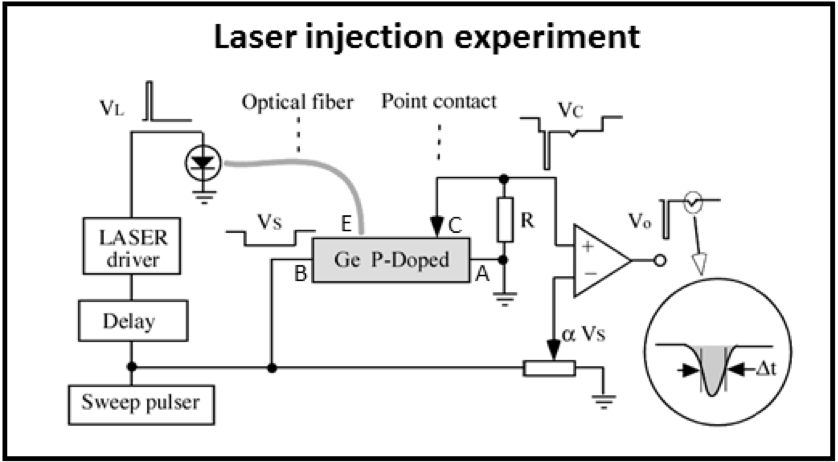 Laser injection experiment
VL
Optical fiber
Point contact
VC
LASER
driver
VS
E
C
R
Vo
B
Ge P-Doped
A
+
−
Delay
α VS
Δt
Sweep pulser